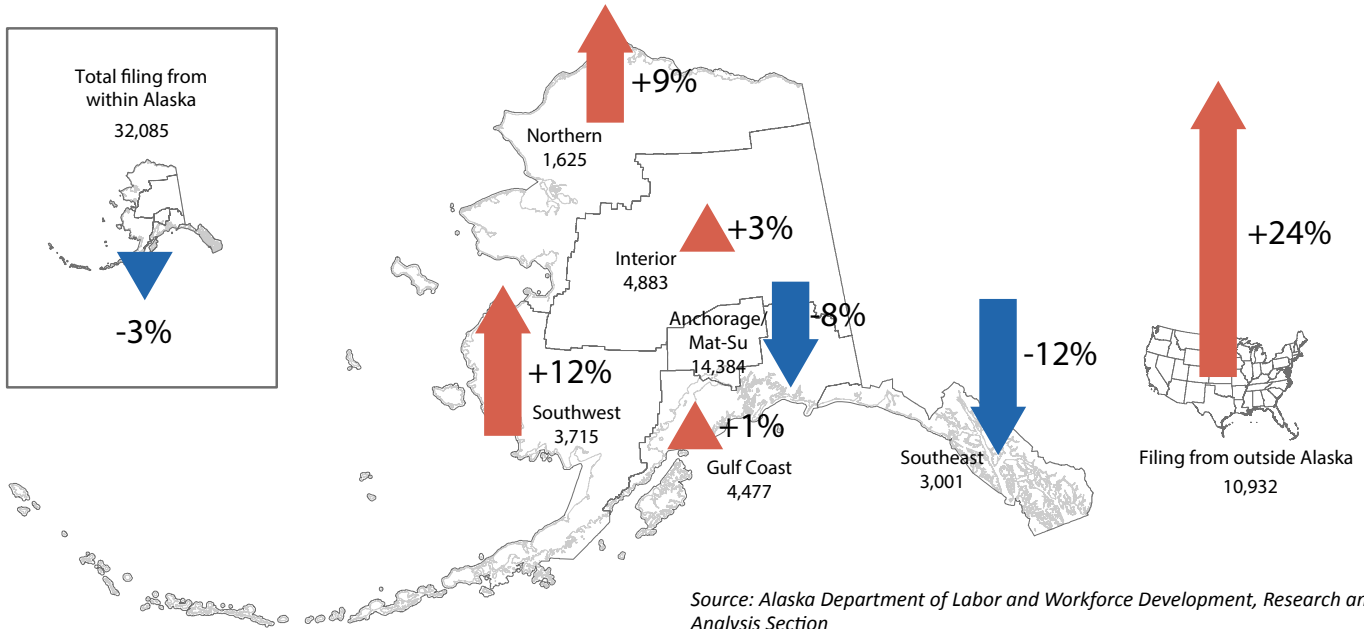 Total filing from
within Alaska
32,085
-3%
+9%
Northern
1,625
+3%
Interior
4,883
Anchorage/
Mat-Su
14,384
-8%
+12%
Southwest
3,715
+1%
Gulf Coast
4,477
-12%
Southeast
3,001
+24%
Filing from outside Alaska
10,932
Source: Alaska Department of Labor and Workforce Development, Research an
Analysis Section